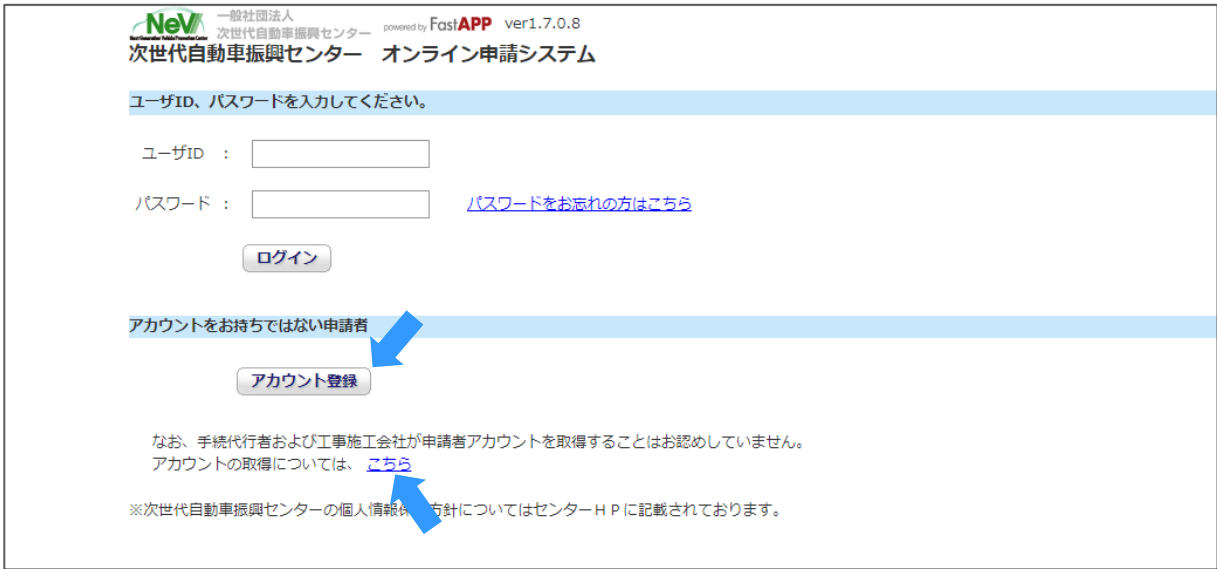 NeV 一般社団法人
次世代自動車振興センター powered by FastAPP ver1.7.0.8
Next Generation Vehicle Promotion Center
次世代自動車振興センター オンライン申請システム
ユーザID、パスワードを入力してください。
ユーザID :
パスワード : パスワードをお忘れの方はこちら
ログイン
アカウントをお持ちではない申請者
アカウント登録
なお、手続代行者および工事施工会社が申請者アカウントを取得することはお認めしていません。
アカウントの取得については、 こちら
※次世代自動車振興センターの個人情報保 方針についてはセンターHPに記載されております。